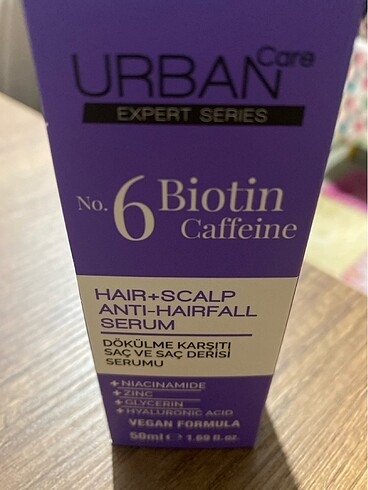 URBAN Care
EXPERT SERIES
No. 6 Biotin
Caffeine
HAIR+SCALP
ANTI-HAIRFALL
SERUM
DÖKÜLME KARŞITI
SAÇ VE SAÇ DERİSİ
SERUMU
+NIACINAMIDE
+ZINC
+GLYCERIN
+HYALURONIC ACID
VEGAN FORMULA
50ml ℮ 1.69 fl.oz.